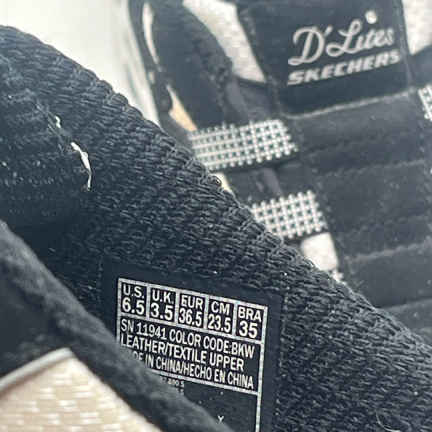 D'Lites
SKECHERS
U.S. U.K. EUR CM BRA
6.5 3.5 36.5 23.5 35
SN 11941 COLOR CODE:BKW
LEATHER/TEXTILE UPPER
IN CHINA/HECHO EN CHINA